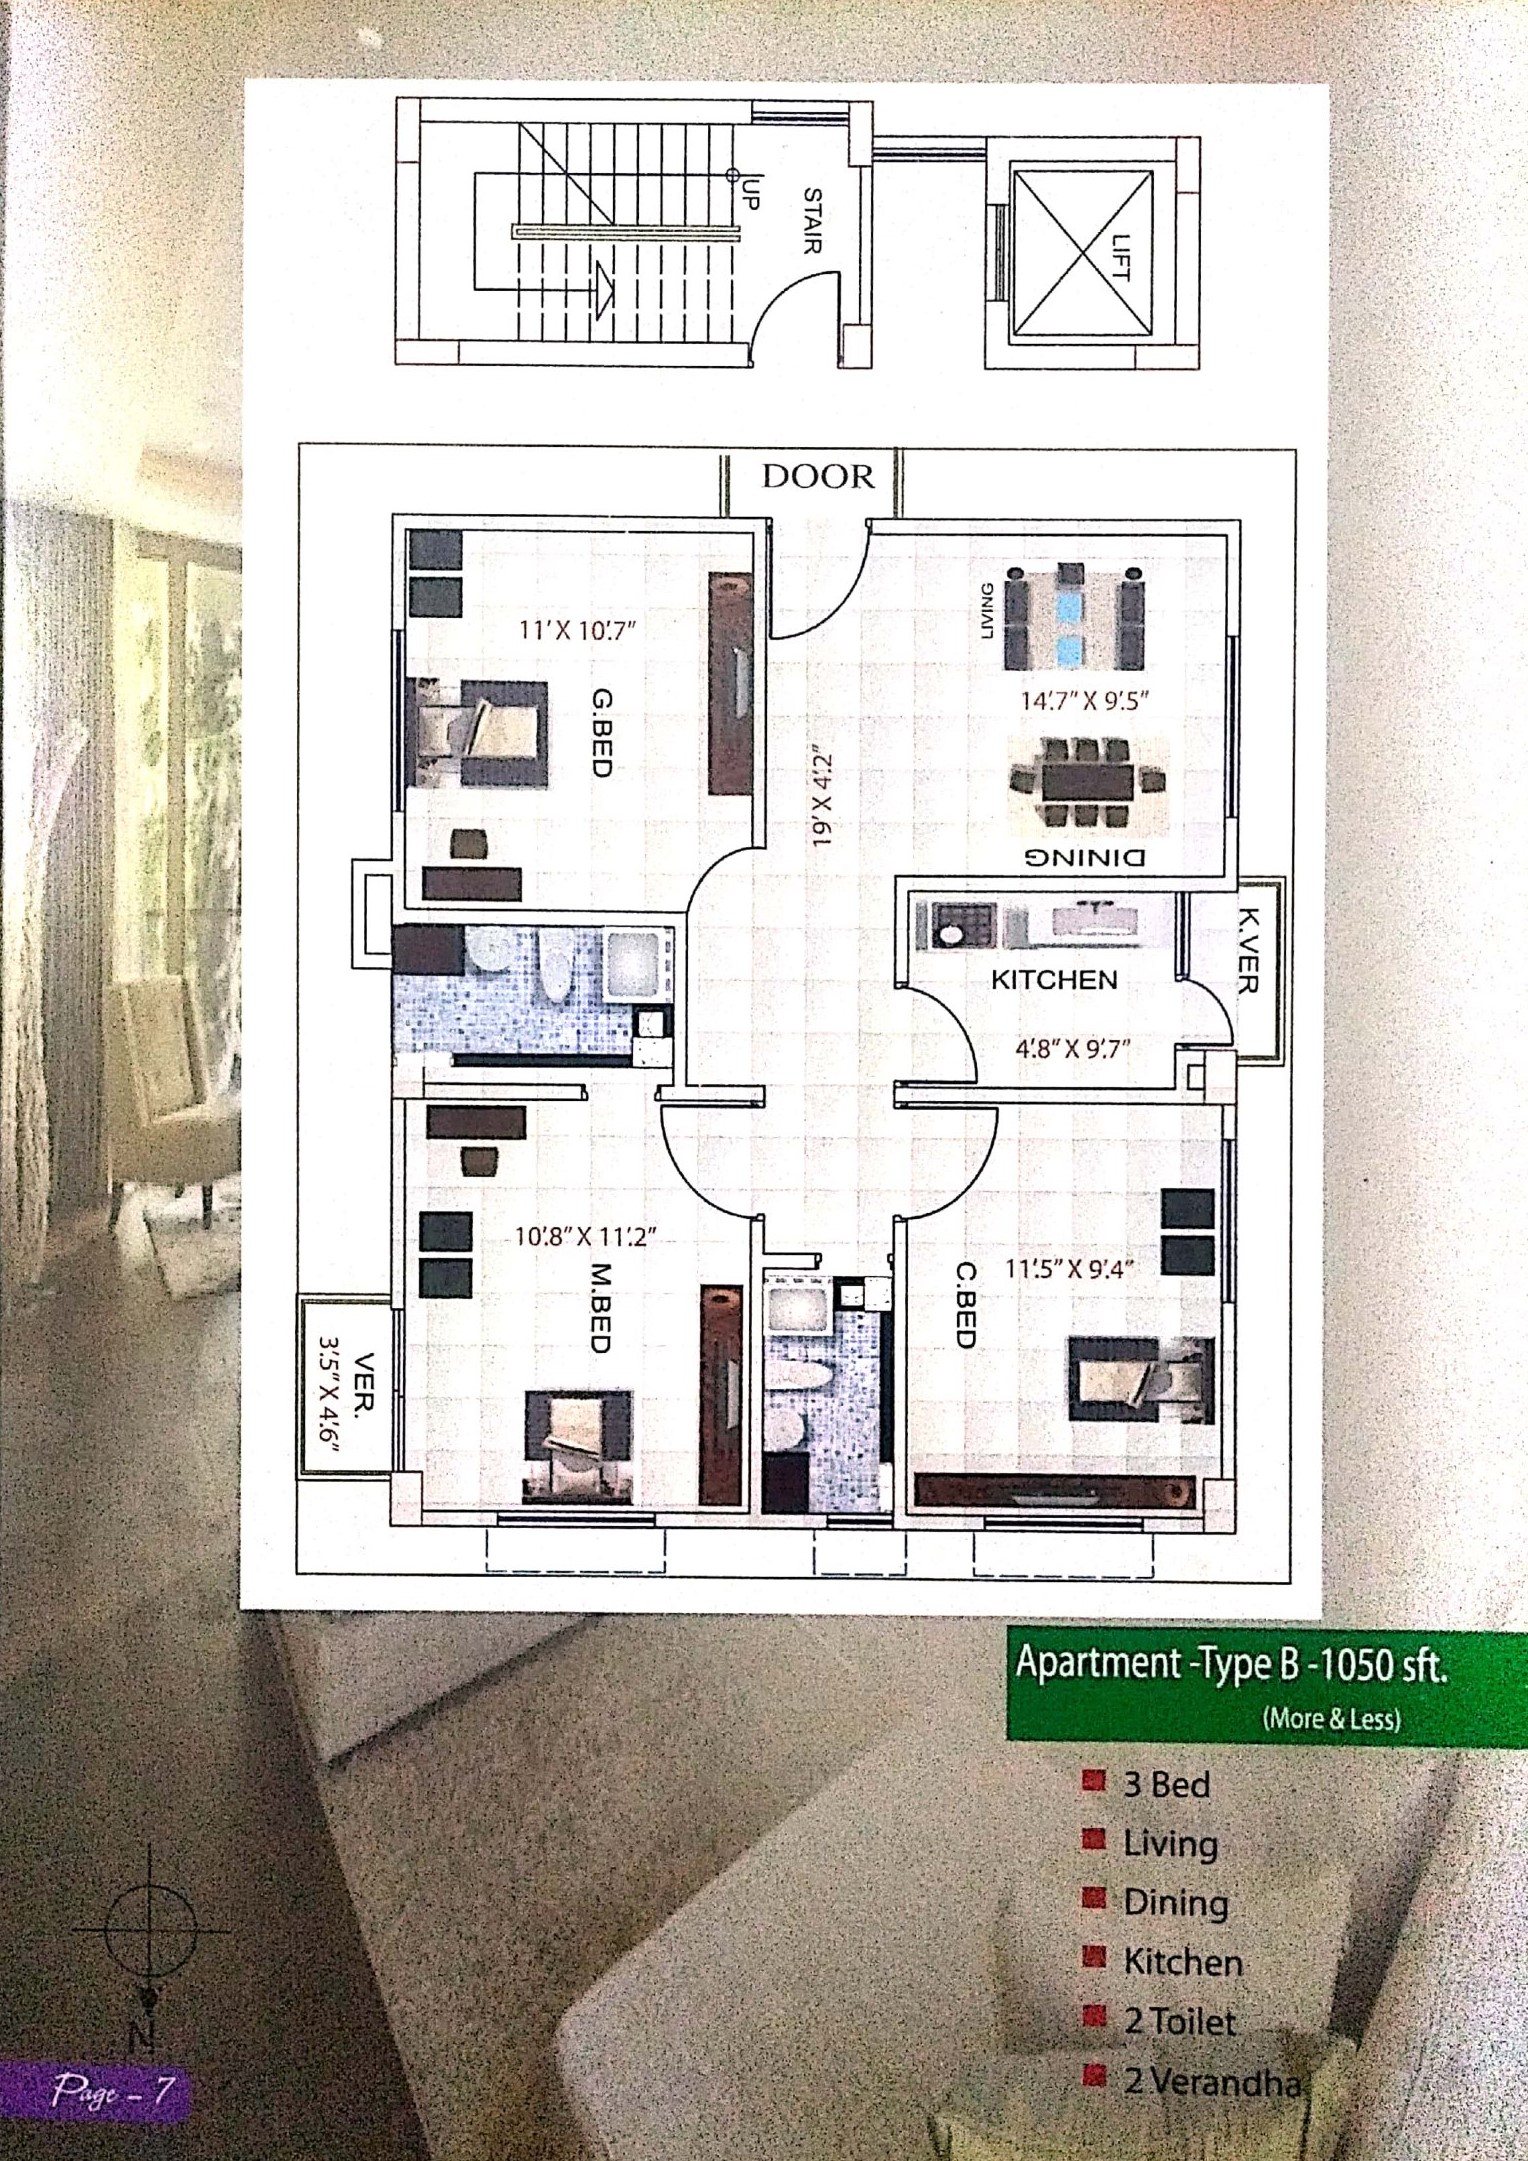 UP
STAIR
LIFT
DOOR
LIVING
11' X 10'.7"
G.BED
14'.7" X 9'.5"
19' X 4'.2"
DINING
K.VER
KITCHEN
4'.8" X 9'.7"
10'.8" X 11'.2"
M.BED
11'.5" X 9'.4"
C.BED
VER.
3'.5" X 4'.6"
Apartment -Type B -1050 sft.
(More & Less)
3 Bed
Living
Dining
Kitchen
2 Toilet
2 Verandha
N
Page - 7